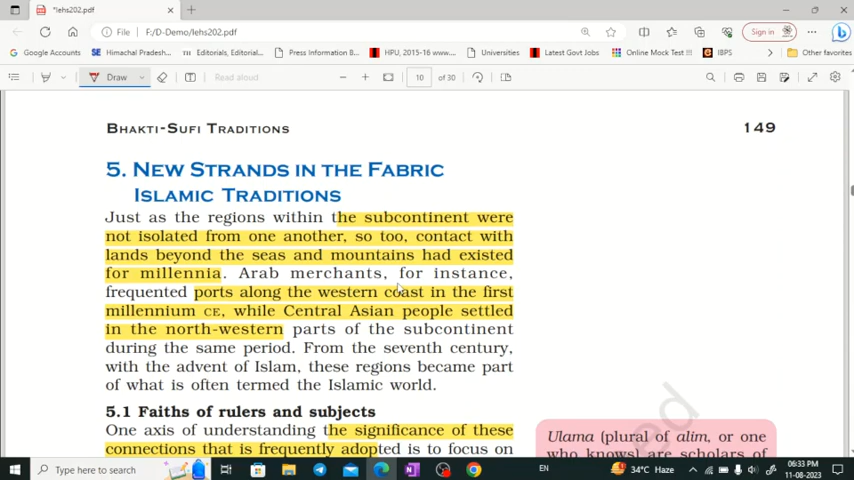 *lehs202.pdf
File F:/D-Demo/lehs202.pdf
Sign in
Google Accounts Himachal Pradesh... Editorials, Editorial... Press Information B... HPU, 2015-16 www.... Universities Latest Govt Jobs Online Mock Test !!! IBPS Other favorites
Draw Read aloud 10 of 30
BHAKTI-SUFI TRADITIONS 149
5. NEW STRANDS IN THE FABRIC
ISLAMIC TRADITIONS
Just as the regions within the subcontinent were
not isolated from one another, so too, contact with
lands beyond the seas and mountains had existed
for millennia. Arab merchants, for instance,
frequented ports along the western coast in the first
millennium CE, while Central Asian people settled
in the north-western parts of the subcontinent
during the same period. From the seventh century,
with the advent of Islam, these regions became part
of what is often termed the Islamic world.
5.1 Faiths of rulers and subjects
One axis of understanding the significance of these
connections that is frequently adopted is to focus on
Ulama (plural of alim, or one
who knows) are scholars of
ed
Type here to search
EN
34°C Haze
06:33 PM
11-08-2023